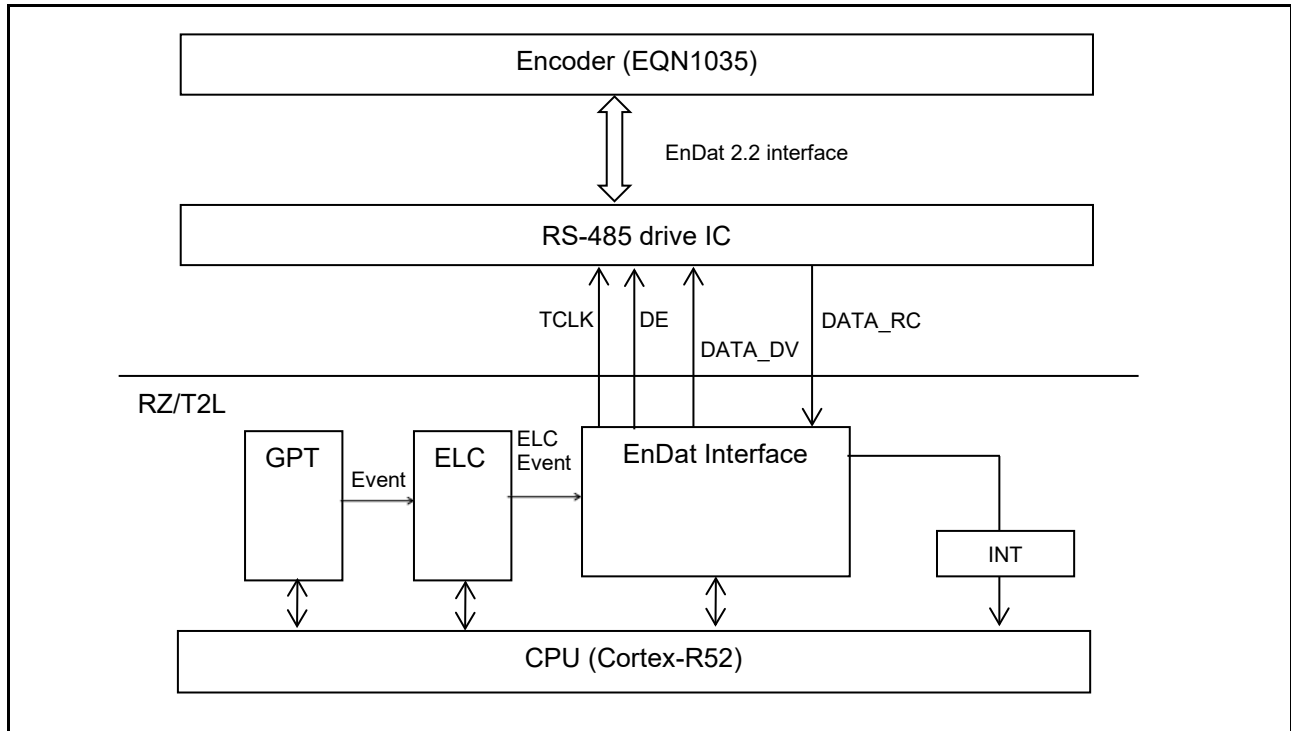 Encoder (EQN1035)
EnDat 2.2 interface
RS-485 drive IC
TCLK
DE
DATA_DV
DATA_RC
RZ/T2L
GPT
Event
ELC
ELC
Event
EnDat Interface
INT
CPU (Cortex-R52)